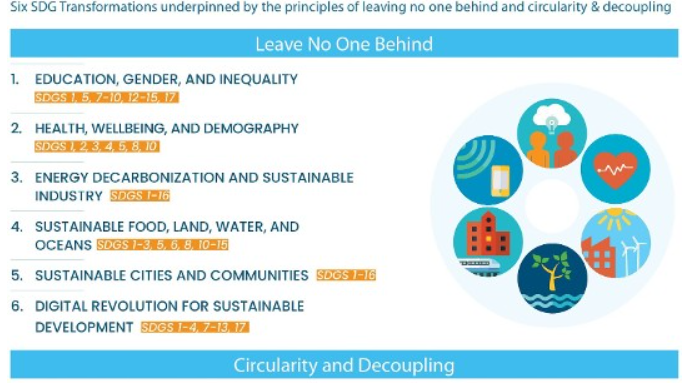 Six SDG Transformations underpinned by the principles of leaving no one behind and circularity & decoupling
Leave No One Behind
1. EDUCATION, GENDER, AND INEQUALITY
SDGS 1, 5, 7-10, 12-15, 17
2. HEALTH, WELLBEING, AND DEMOGRAPHY
SDGS 1, 2, 3, 4, 5, 8, 10
3. ENERGY DECARBONIZATION AND SUSTAINABLE
INDUSTRY SDGS 1-16
4. SUSTAINABLE FOOD, LAND, WATER, AND
OCEANS SDGS 1-3, 5, 6, 8, 10-15
5. SUSTAINABLE CITIES AND COMMUNITIES SDGS 1-16
6. DIGITAL REVOLUTION FOR SUSTAINABLE
DEVELOPMENT SDGS 1-4, 7-13, 17
Circularity and Decoupling